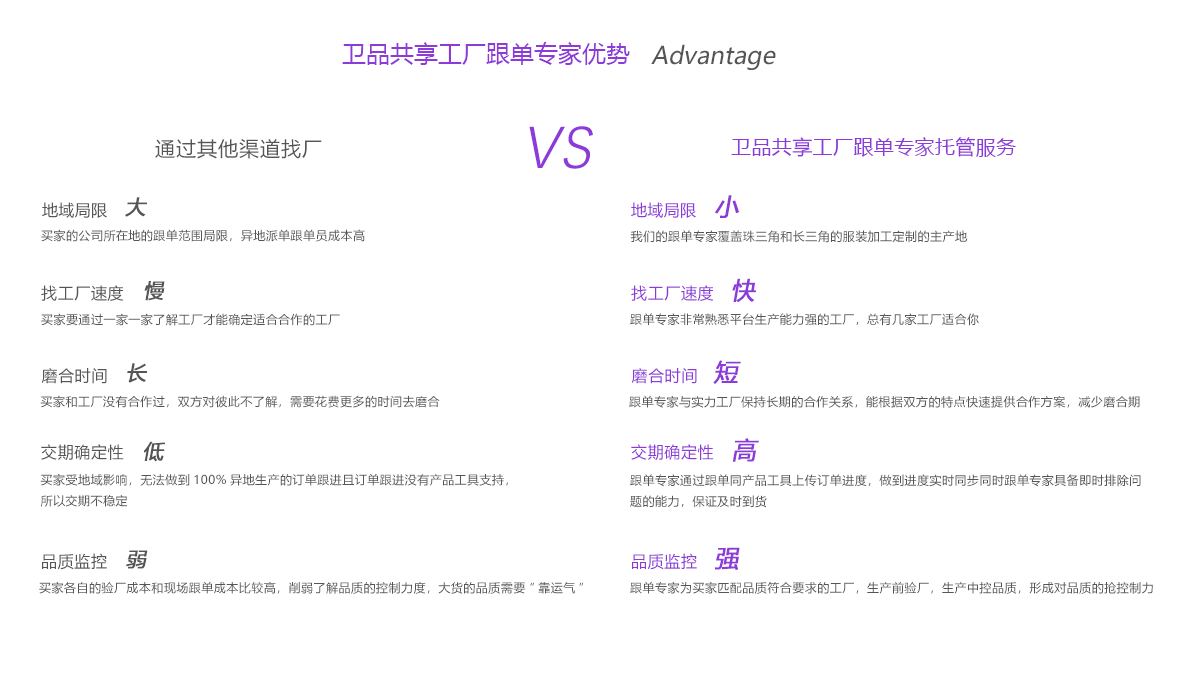 卫品共享工厂跟单专家优势 Advantage
通过其他渠道找厂
VS
卫品共享工厂跟单专家托管服务
地域局限 大
买家的公司所在地的跟单范围局限，异地派单跟单员成本高
找工厂速度 慢
买家要通过一家一家了解工厂才能确定适合合作的工厂
磨合时间 长
买家和工厂没有合作过，双方对彼此不了解，需要花费更多的时间去磨合
交期确定性 低
买家受地域影响，无法做到 100% 异地生产的订单跟进且订单跟进没有产品工具支持，
所以交期不稳定
品质监控 弱
买家各自的验厂成本和现场跟单成本比较高，削弱了解品质的控制力度，大货的品质需要“靠运气”
地域局限 小
我们的跟单专家覆盖珠三角和长三角的服装加工定制的主产地
找工厂速度 快
跟单专家非常熟悉平台生产能力强的工厂，总有几家工厂适合你
磨合时间 短
跟单专家与实力工厂保持长期的合作关系，能根据双方的特点快速提供合作方案，减少磨合期
交期确定性 高
跟单专家通过跟单同产品工具上传订单进度，做到进度实时同步同时跟单专家具备即时排除问
题的能力，保证及时到货
品质监控 强
跟单专家为买家匹配品质符合要求的工厂，生产前验厂，生产中控品质，形成对品质的抢控制力